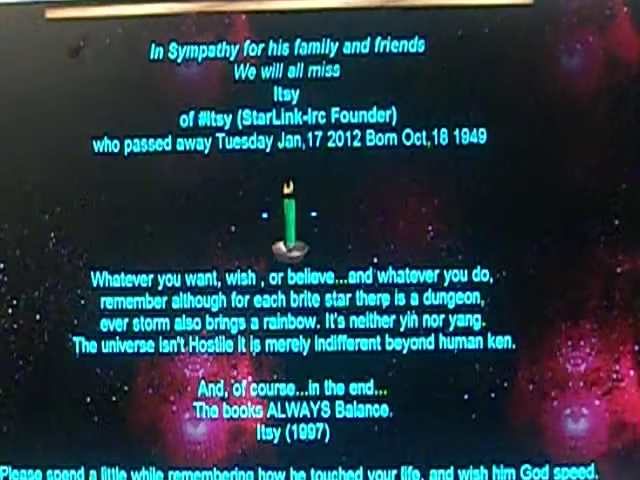 In Sympathy for his family and friends
We will all miss
Itsy
of #Itsy (StarLink-Irc Founder)
who passed away Tuesday Jan,17 2012 Born Oct,18 1949
Whatever you want, wish , or believe...and whatever you do,
remember although for each brite star there is a dungeon,
ever storm also brings a rainbow. It's neither yin nor yang.
The universe isn't Hostile it is merely indifferent beyond human ken.
And, of course...in the end...
The books ALWAYS Balance.
Itsy (1997)
Please spend a little while remembering how he touched your life, and wish him God speed.